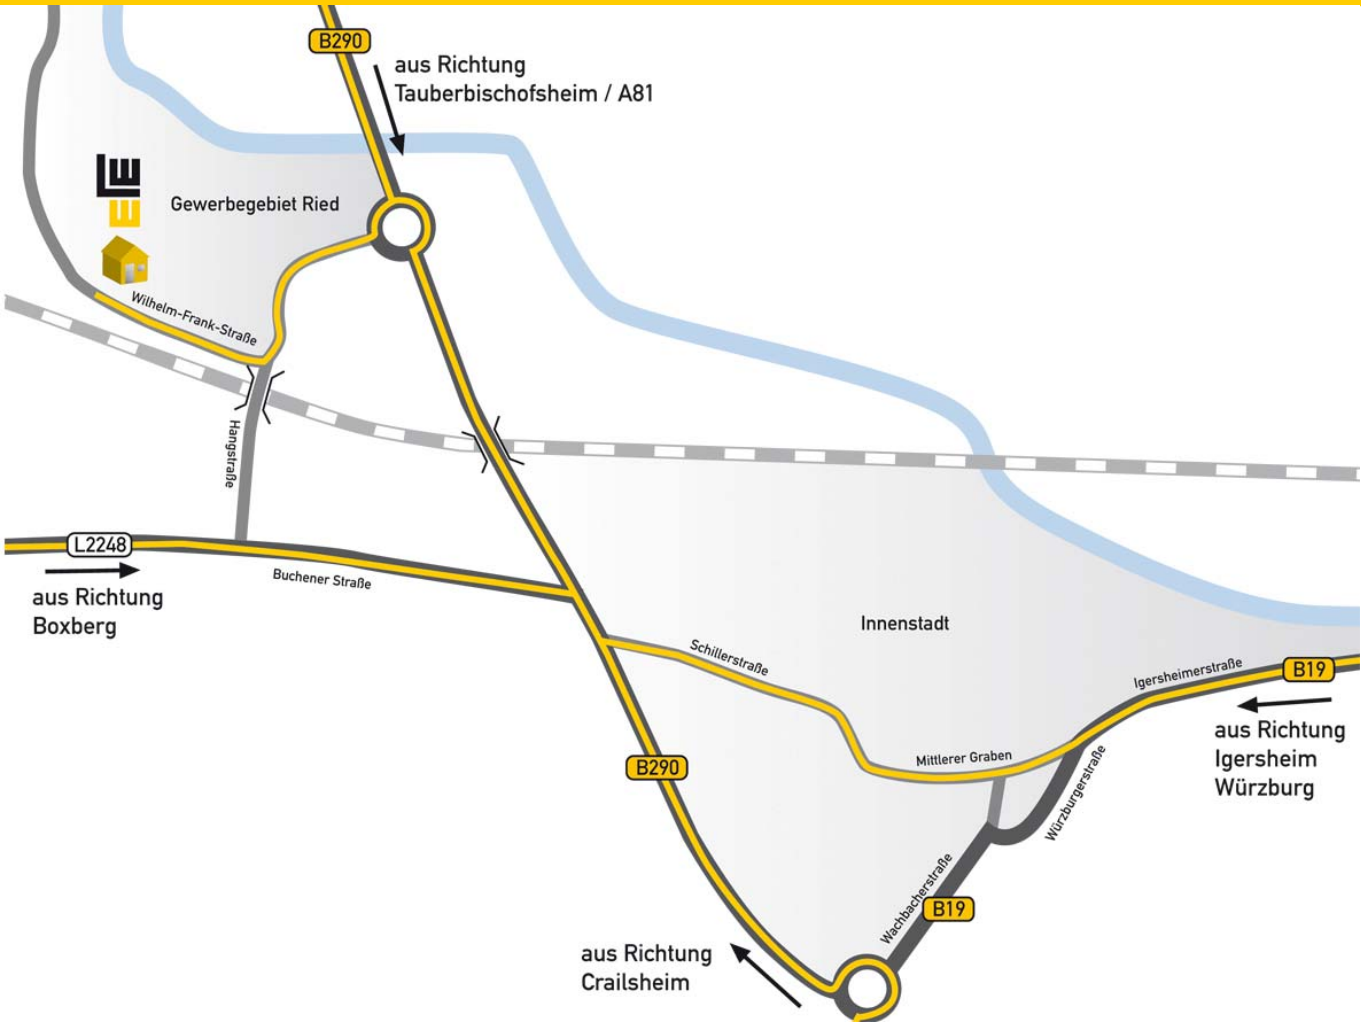 B290
aus Richtung
Tauberbischofsheim / A81
ELE
Gewerbegebiet Ried
Wilhelm-Frank-Straße
Hangstraße
L2248
Buchener Straße
aus Richtung
Boxberg
Innenstadt
Schillerstraße
Igersheimerstraße
B19
aus Richtung
Igersheim
Würzburg
Mittlerer Graben
B290
Würzburgerstraße
Wachbacherstraße
B19
aus Richtung
Crailsheim